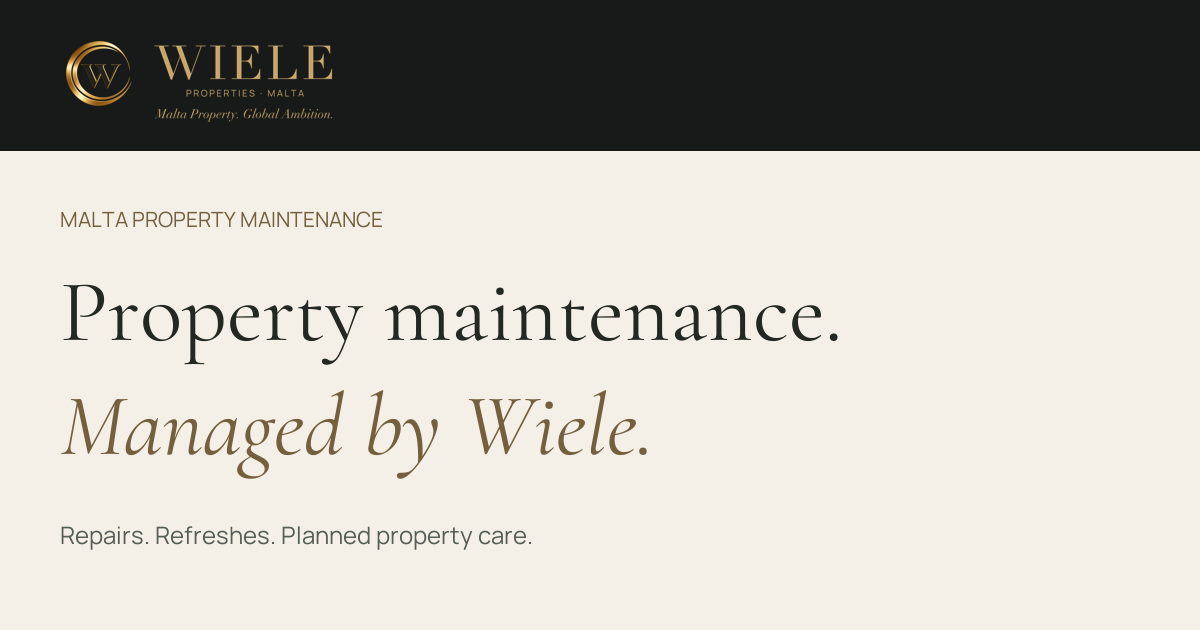 W
WIELE
PROPERTIES · MALTA
Malta Property. Global Ambition.
MALTA PROPERTY MAINTENANCE
Property maintenance.
Managed by Wiele.
Repairs. Refreshes. Planned property care.